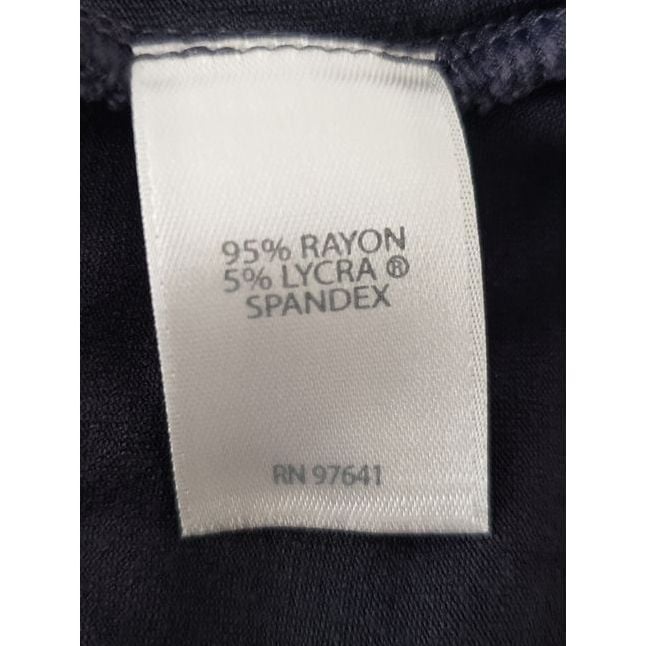 95% RAYON
5% LYCRA ®
SPANDEX
RN 97641